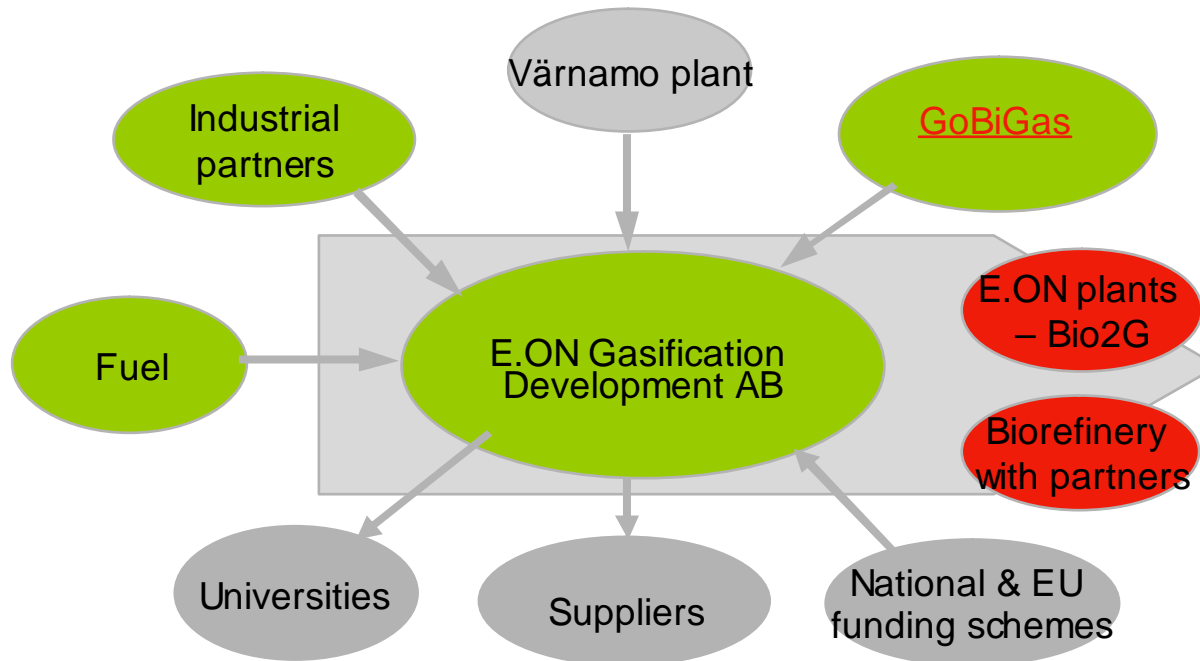 Värnamo plant
Industrial
partners
GoBiGas
E.ON plants
– Bio2G
Fuel
E.ON Gasification
Development AB
Biorefinery
with partners
Universities
Suppliers
National & EU
funding schemes